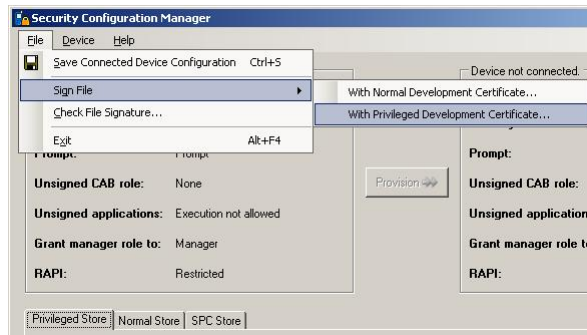 Security Configuration Manager
File Device Help
Save Connected Device Configuration Ctrl+S
Sign File
Check File Signature...
Exit Alt+F4
With Normal Development Certificate...
With Privileged Development Certificate...
Device not connected.
Prompt: Prompt
Unsigned CAB role: None
Unsigned applications: Execution not allowed
Grant manager role to: Manager
RAPI: Restricted
Provision
Prompt:
Unsigned CAB role:
Unsigned application
Grant manager role t
RAPI:
Privileged Store Normal Store SPC Store